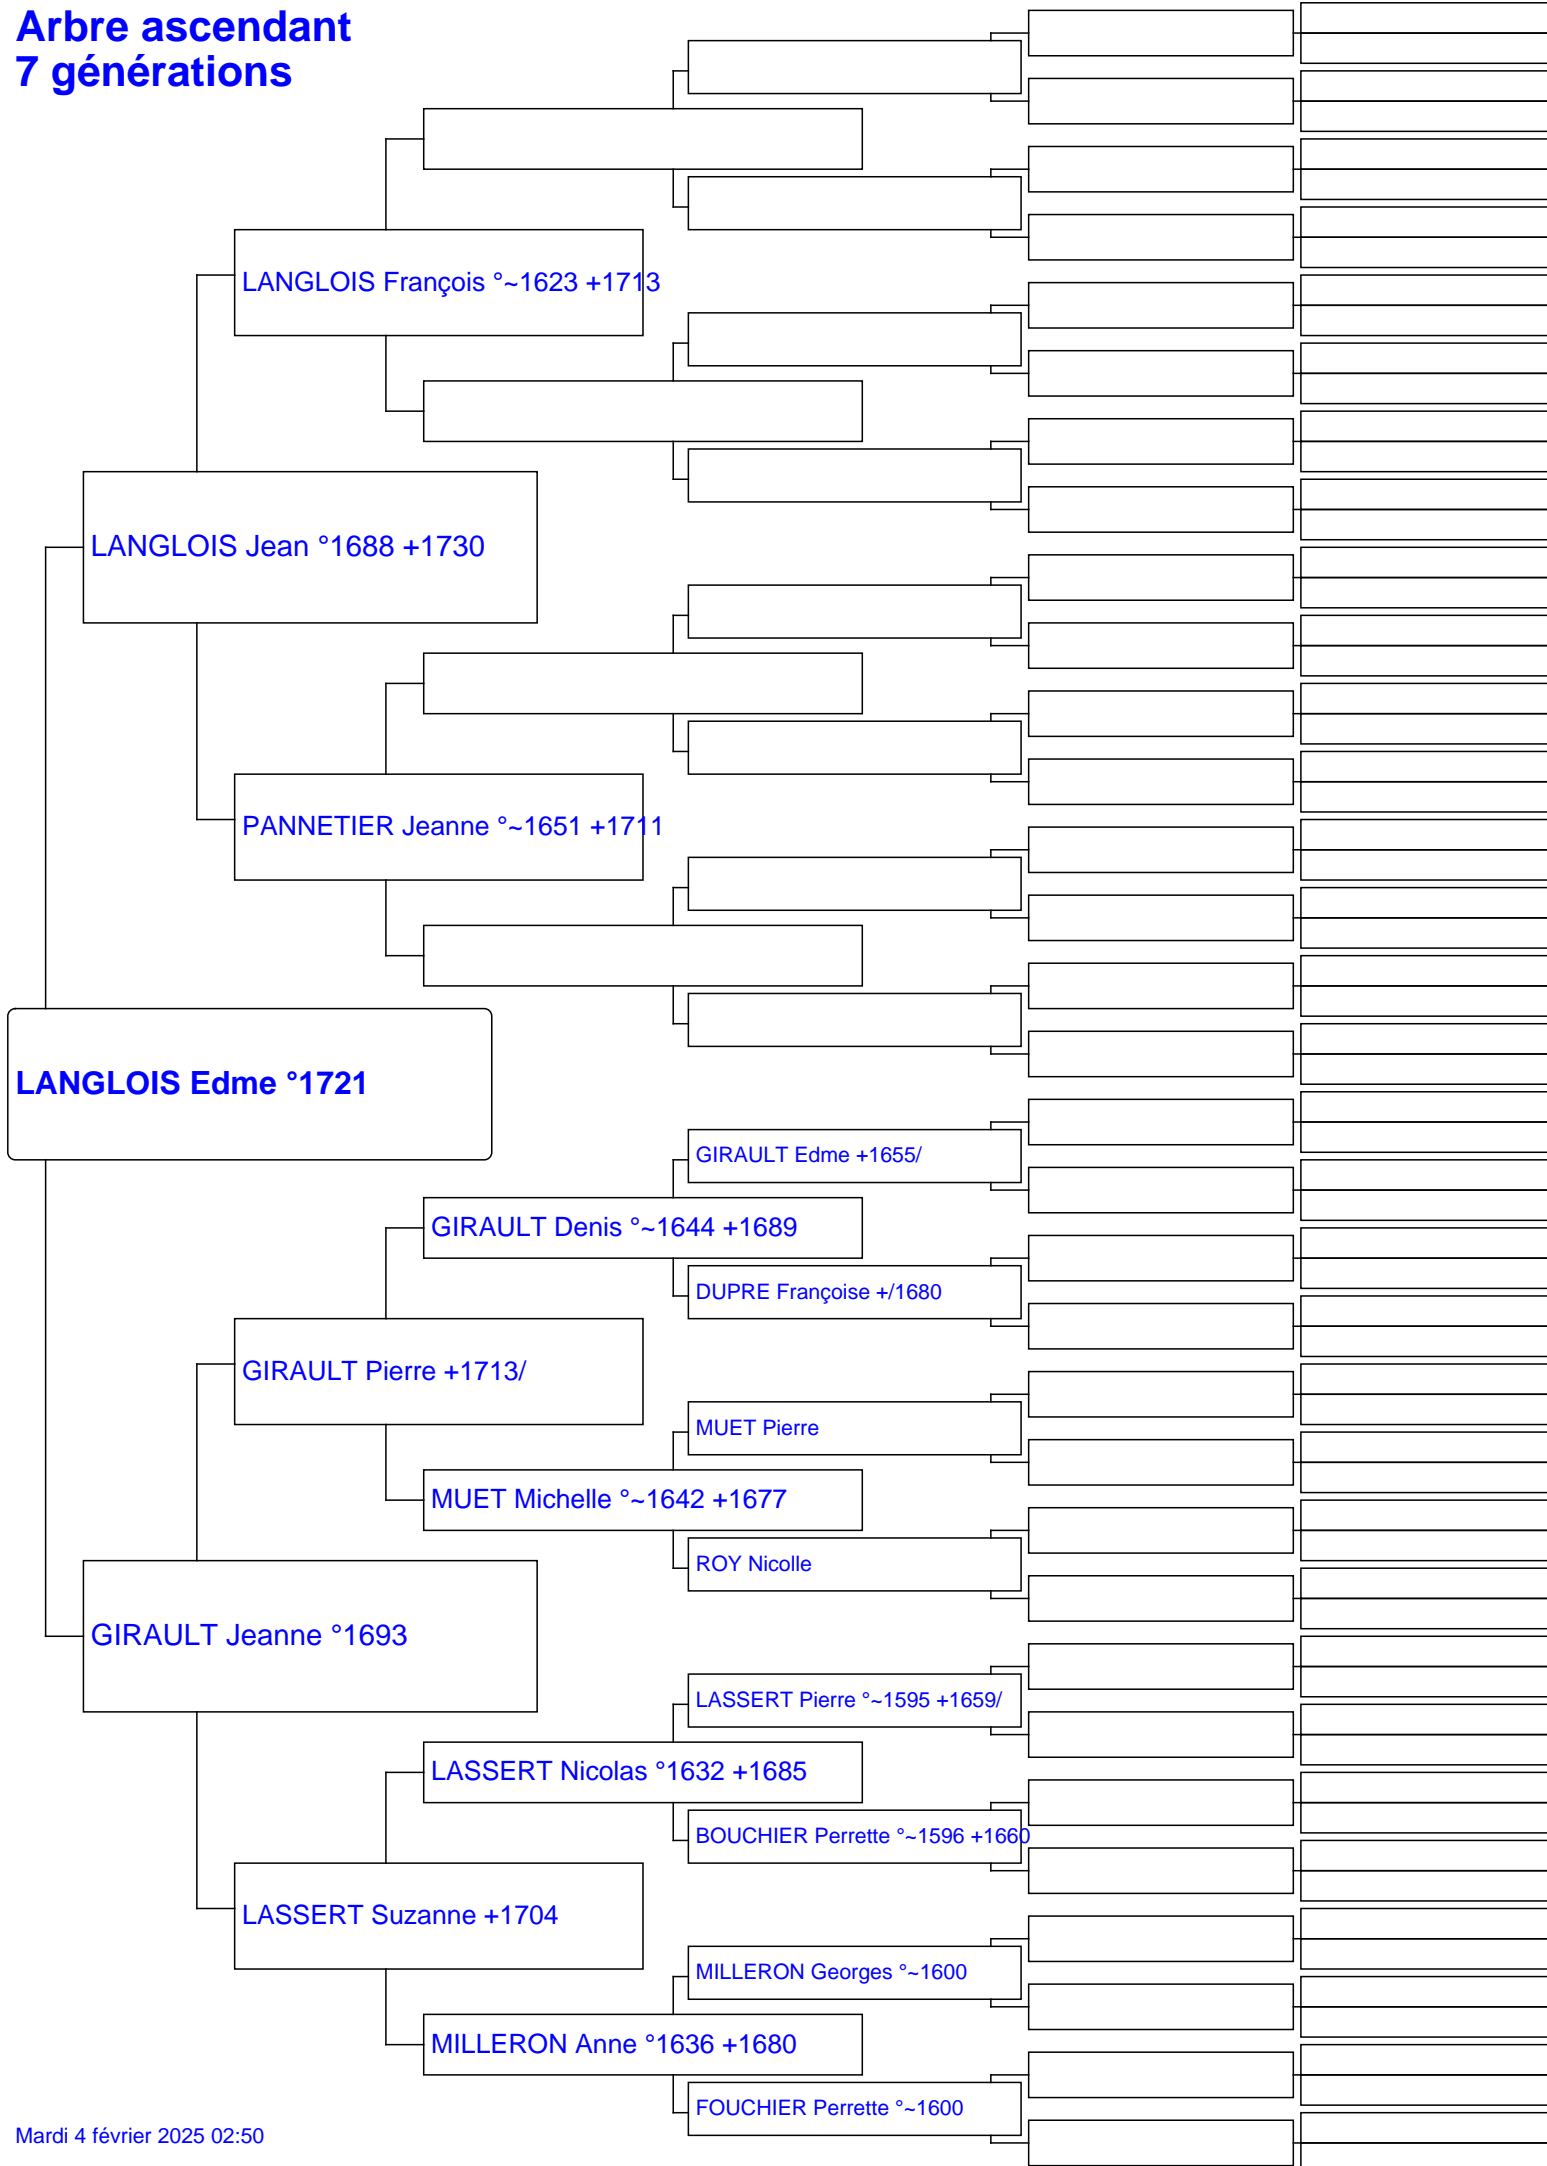 Arbre ascendant
7 générations
LANGLOIS François °~1623 +1713
LANGLOIS Jean °1688 +1730
PANNETIER Jeanne °~1651 +1711
LANGLOIS Edme °1721
GIRAULT Edme +1655/
GIRAULT Denis °~1644 +1689
DUPRE Françoise +/1680
GIRAULT Pierre +1713/
MUET Pierre
MUET Michelle °~1642 +1677
ROY Nicolle
GIRAULT Jeanne °1693
LASSERT Pierre °~1595 +1659/
LASSERT Nicolas °1632 +1685
BOUCHIER Perrette °~1596 +1660
LASSERT Suzanne +1704
MILLERON Georges °~1600
MILLERON Anne °1636 +1680
FOUCHIER Perrette °~1600
Mardi 4 février 2025 02:50